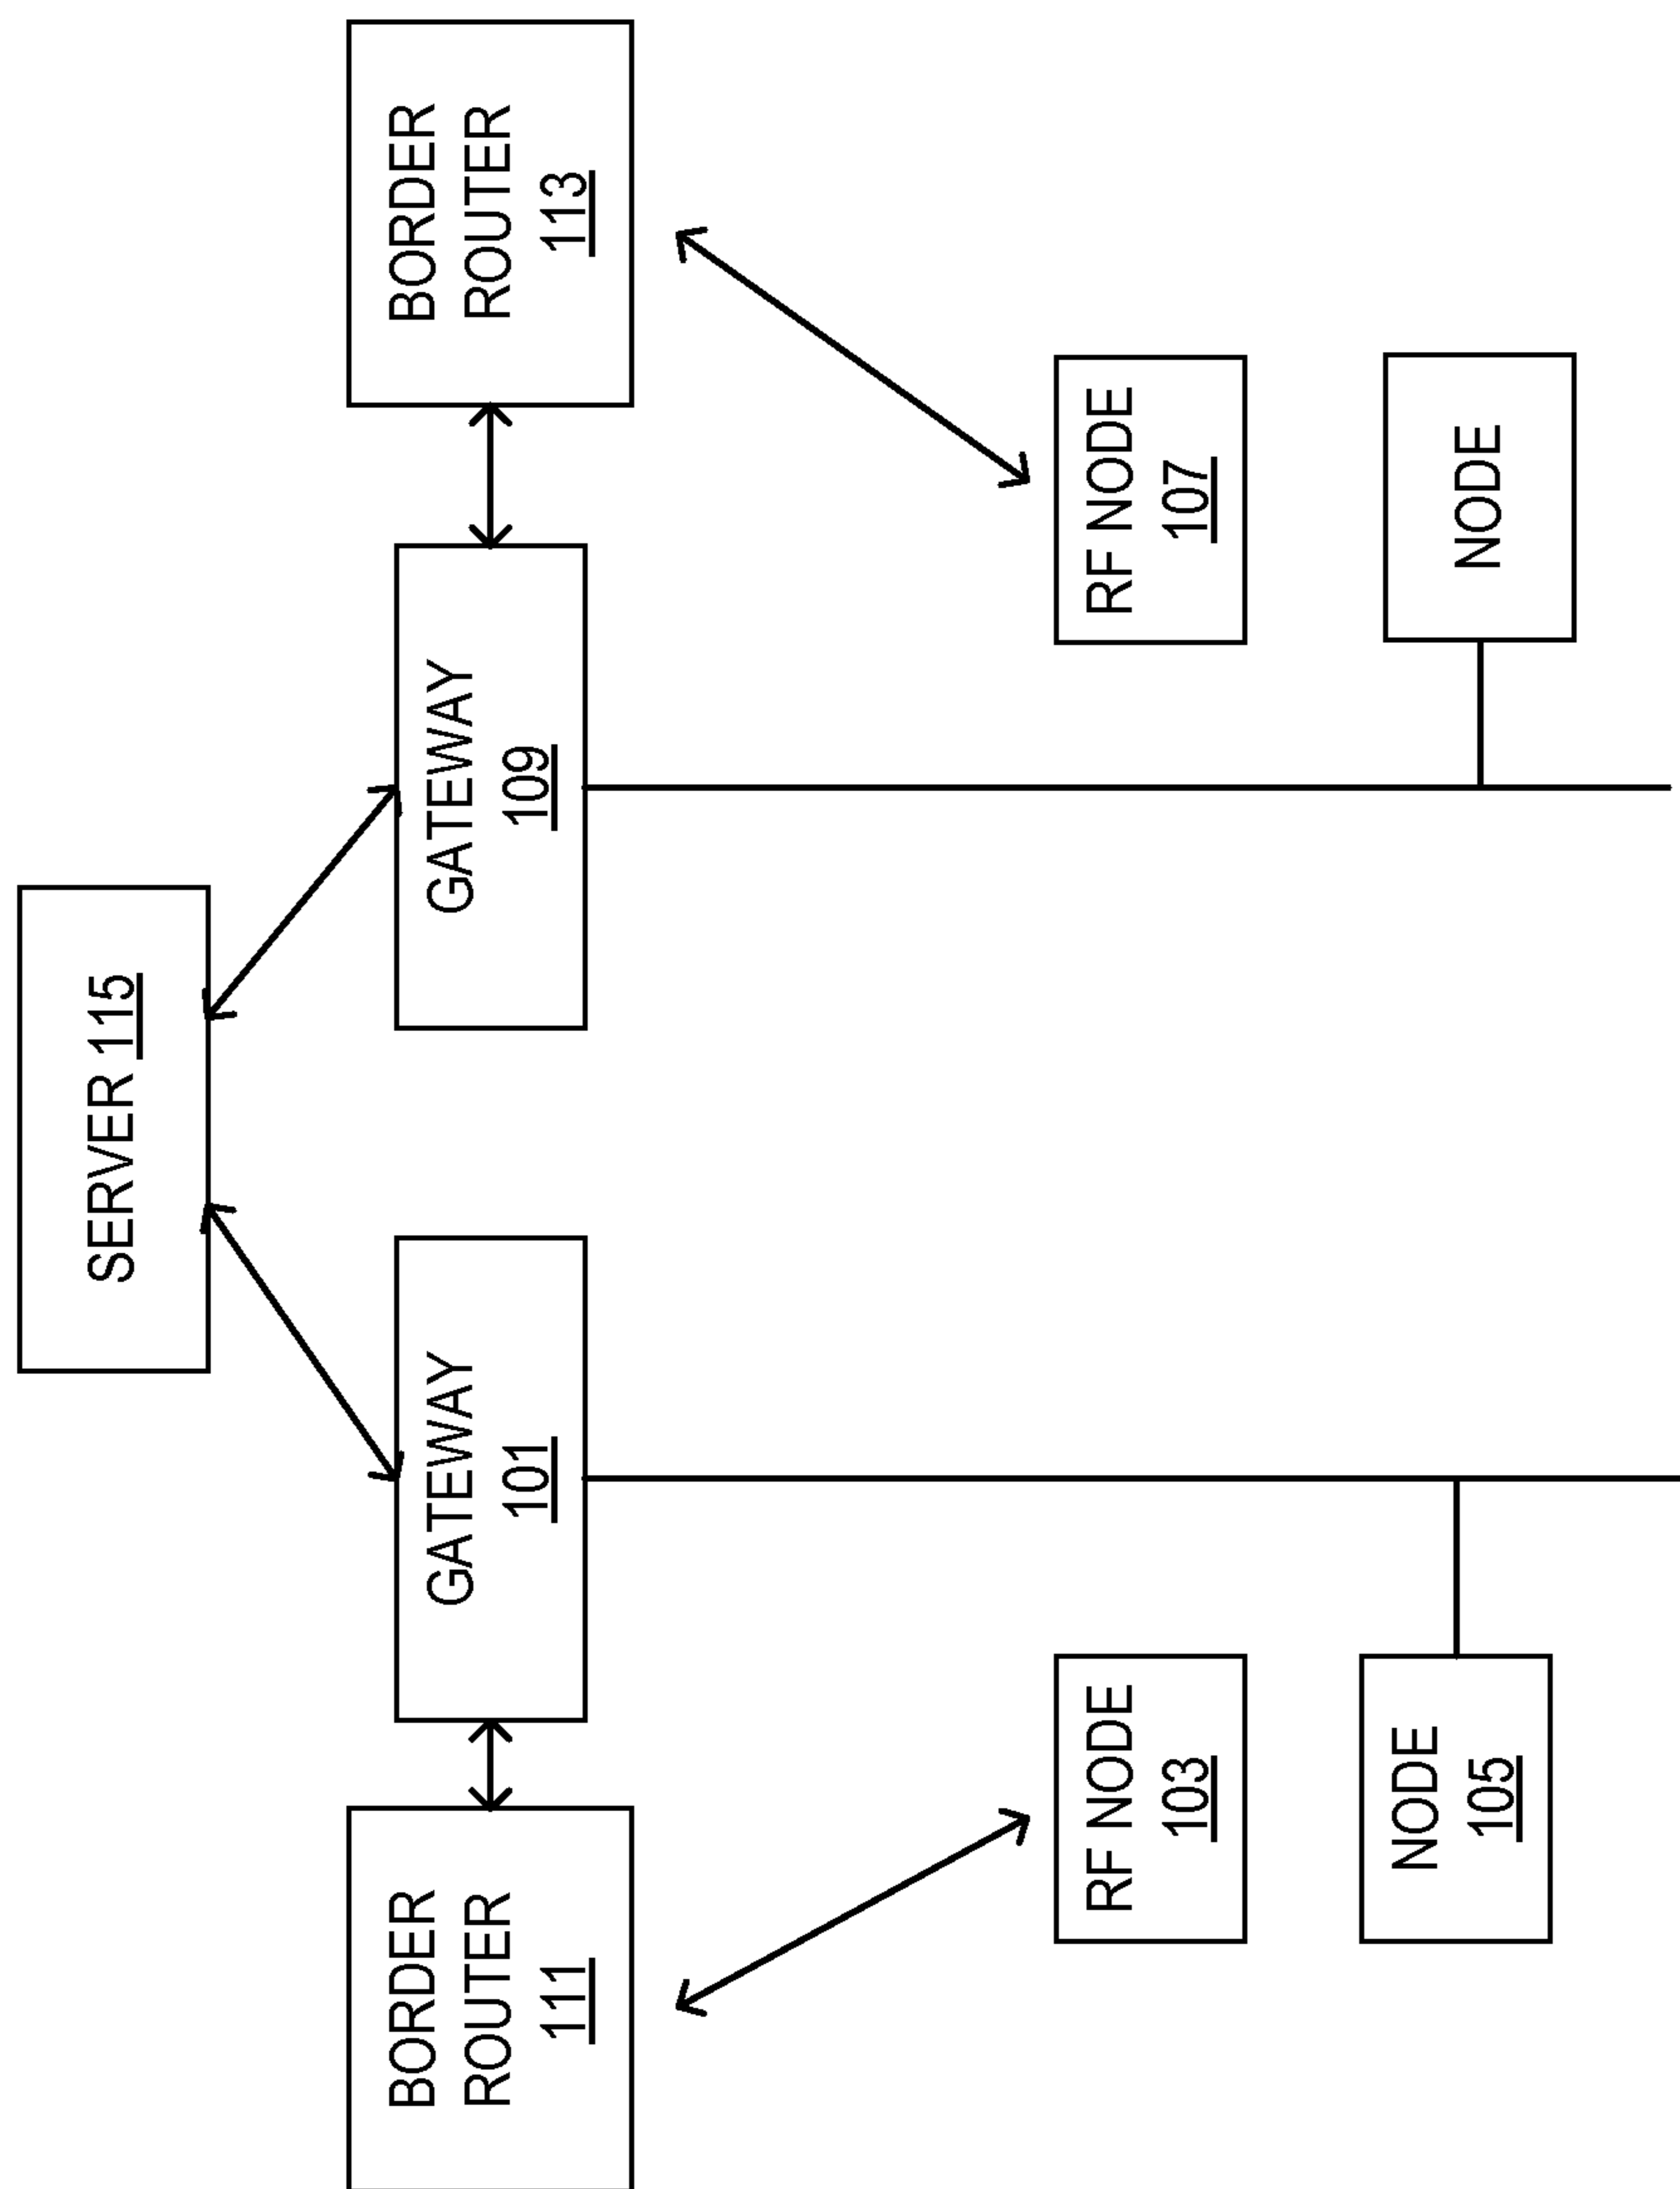 SERVER 115
BORDER
ROUTER
111
GATEWAY
101
GATEWAY
109
BORDER
ROUTER
113
RF NODE
103
RF NODE
107
NODE
105
NODE